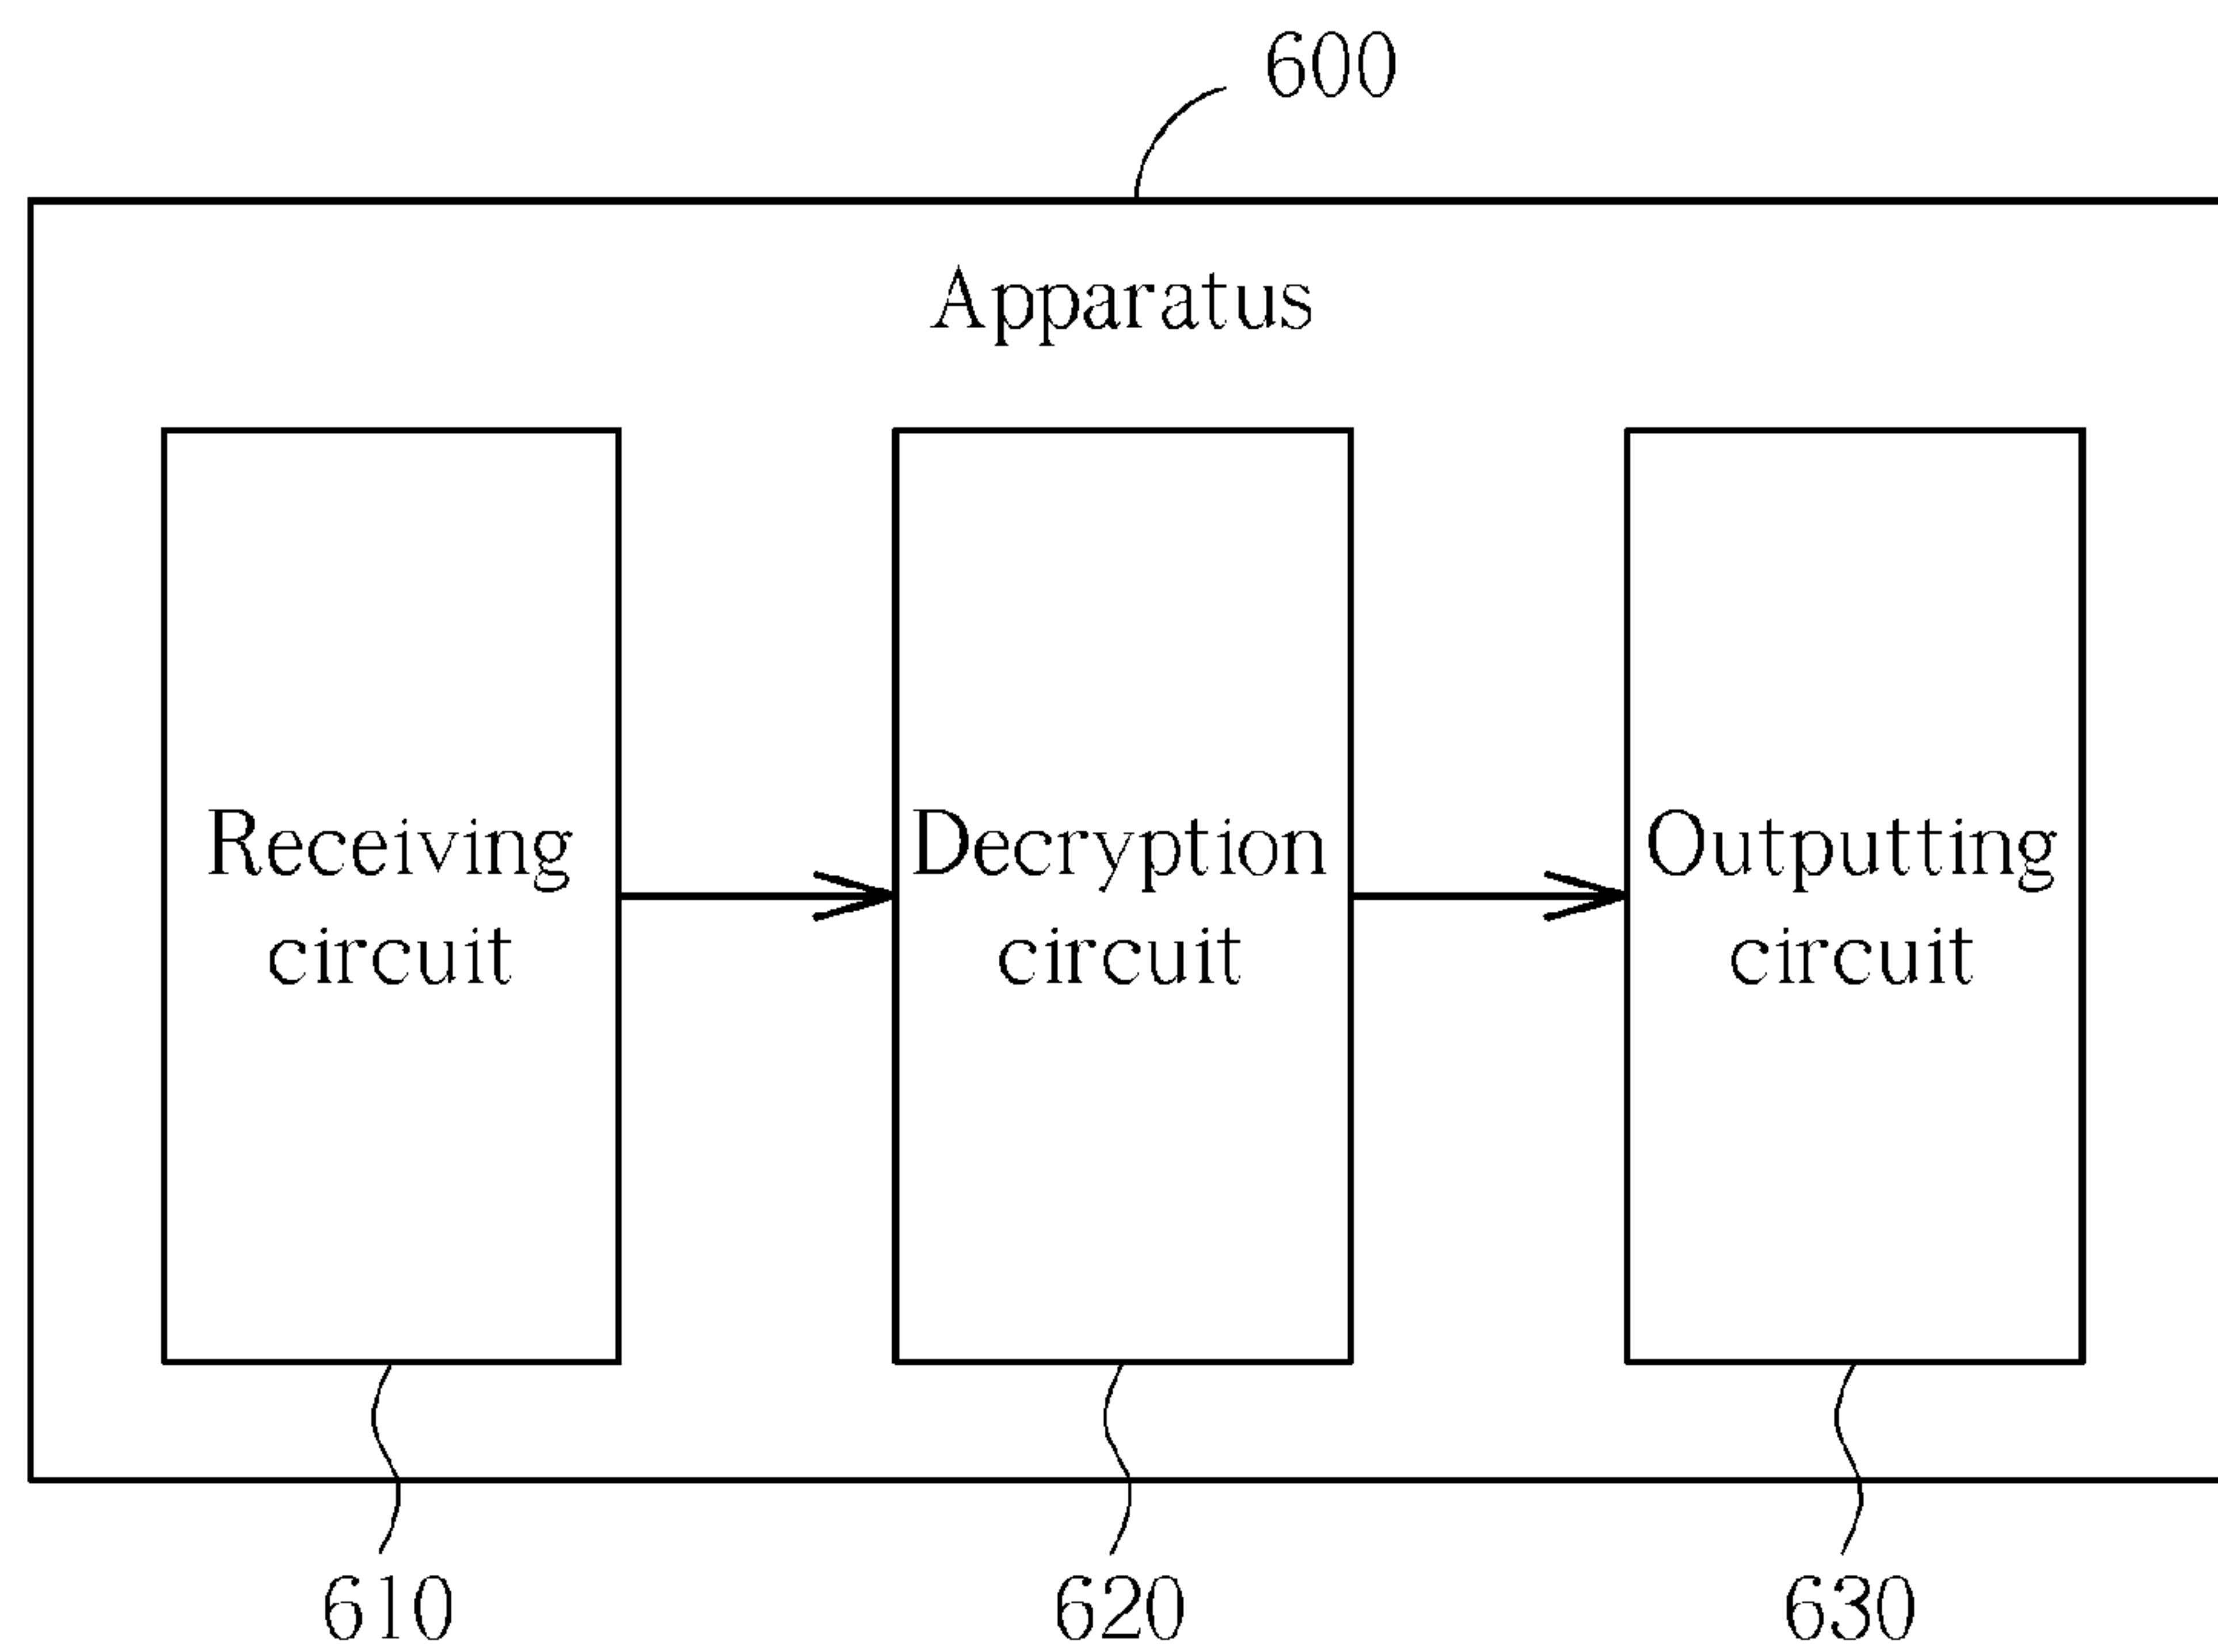 600
Apparatus
Receiving
circuit
Decryption
circuit
Outputting
circuit
610
620
630